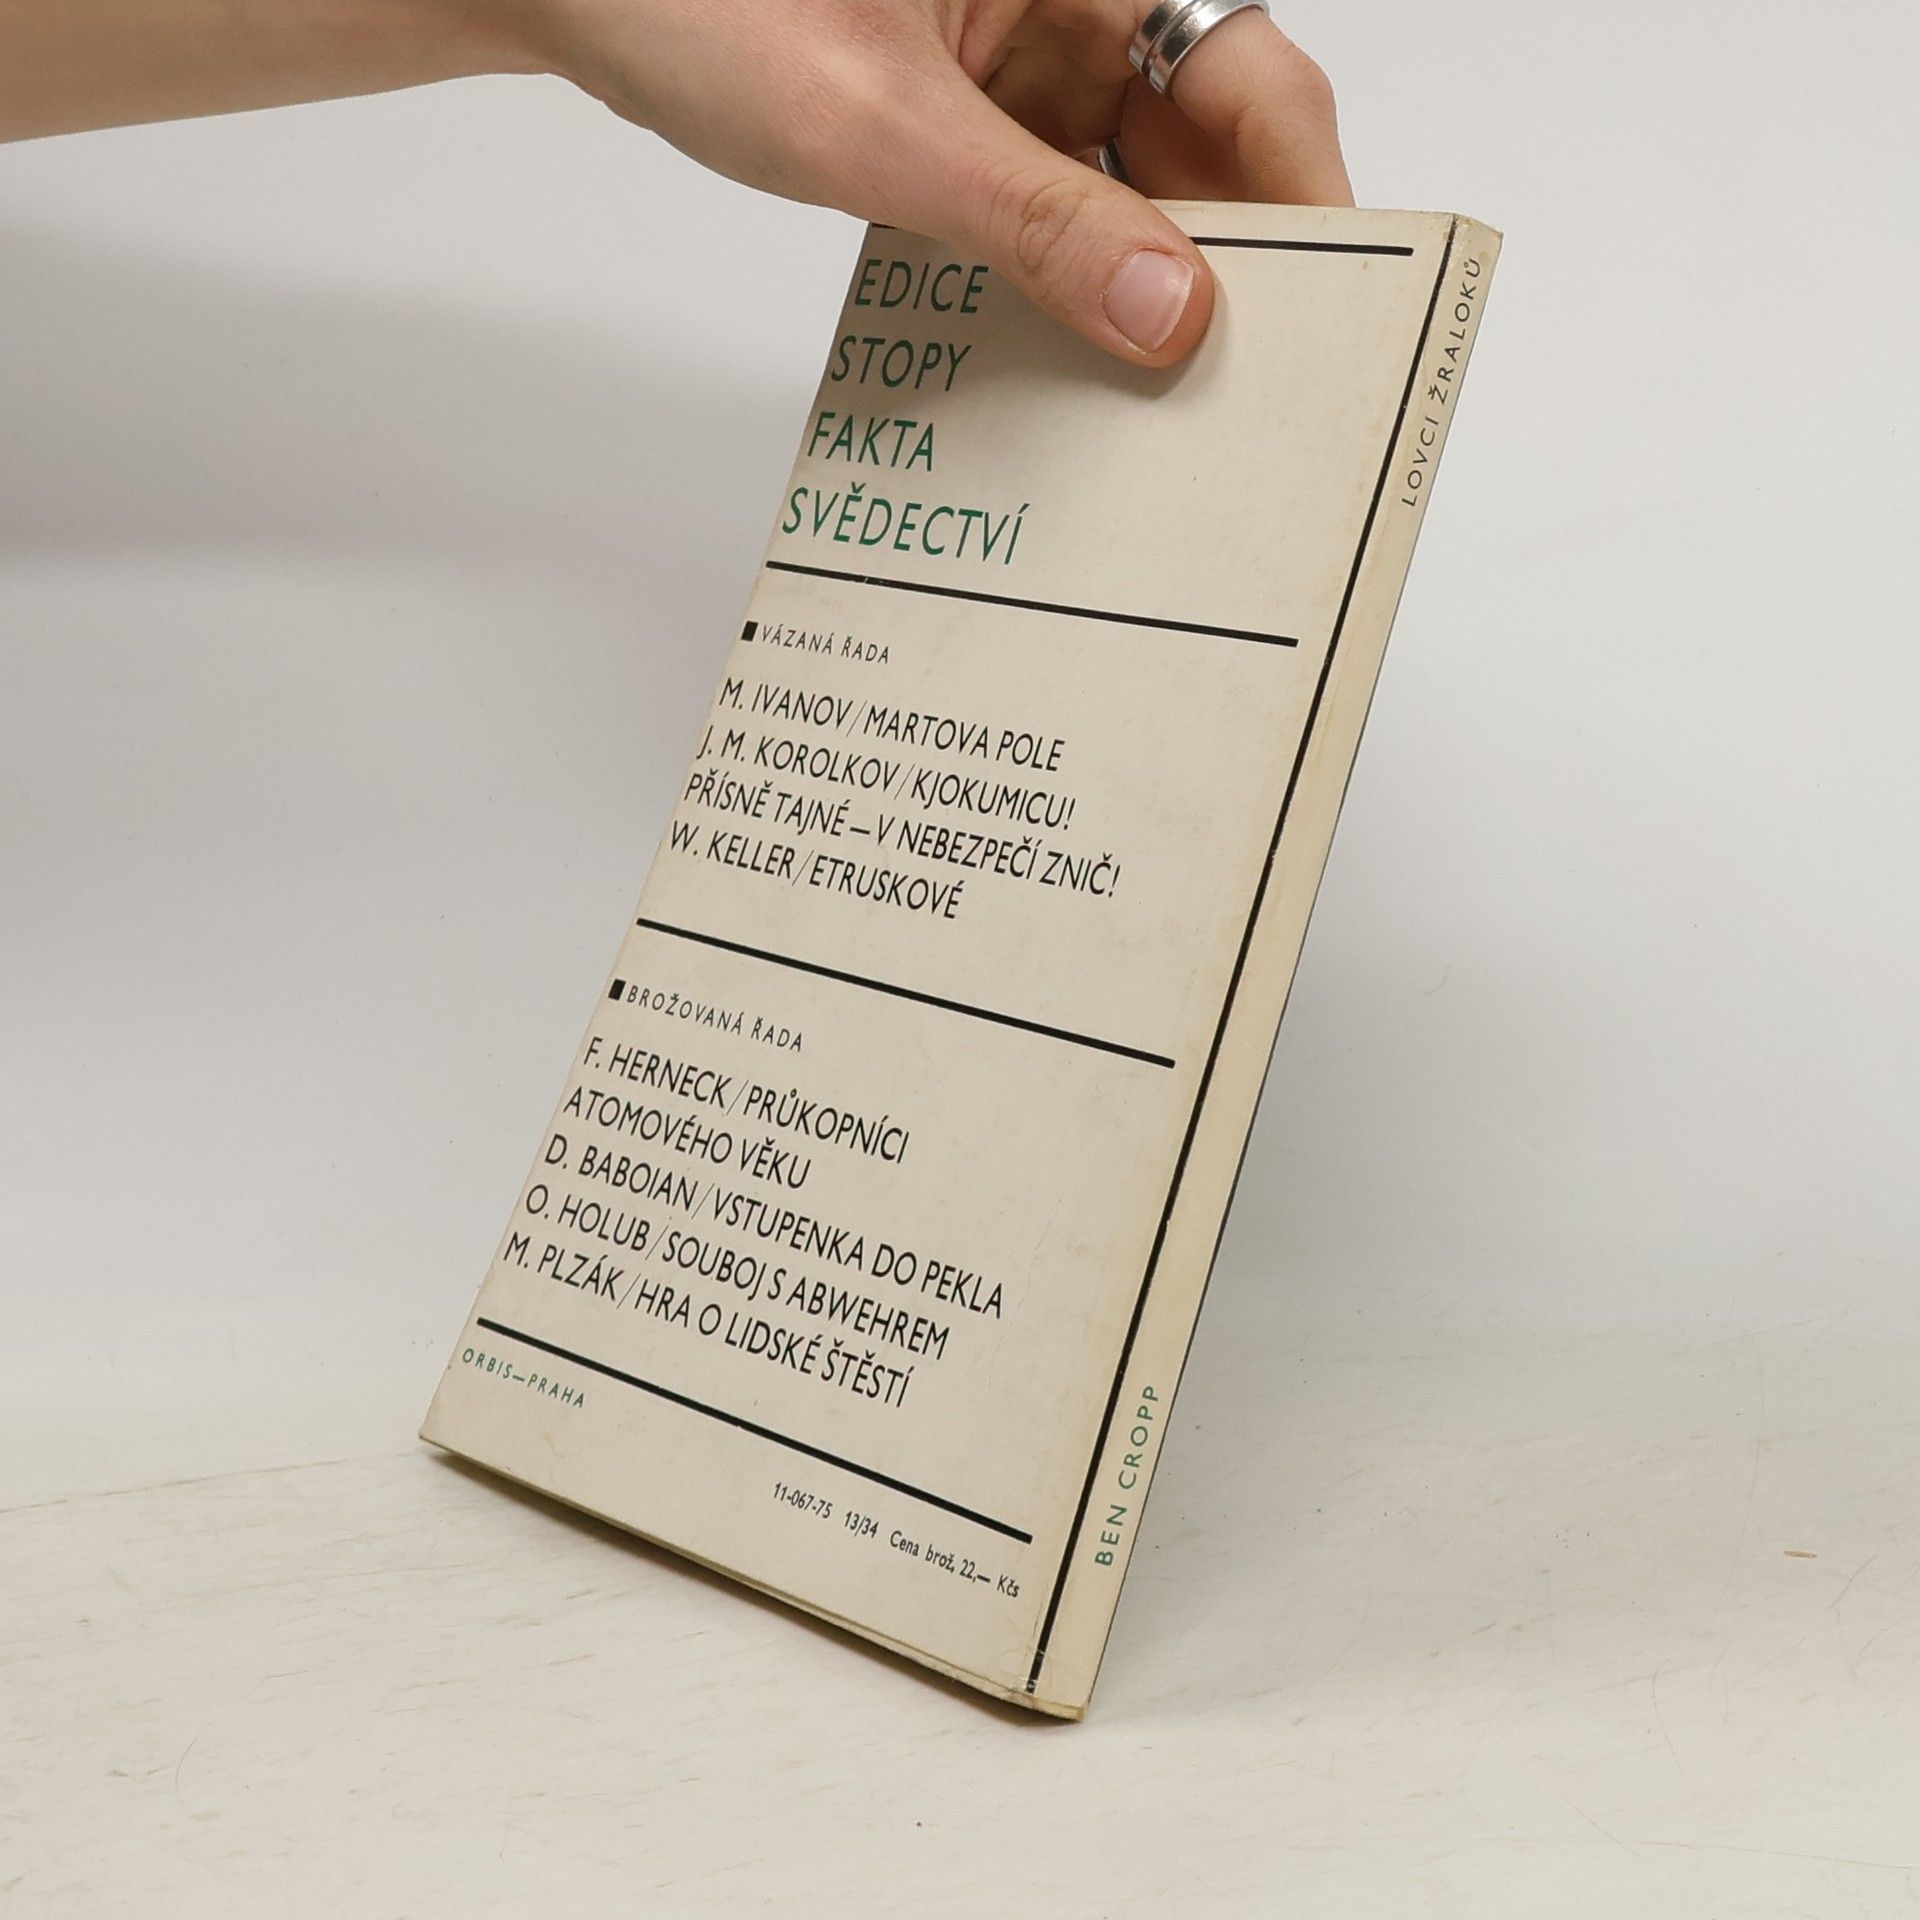 EDICE
STOPY
FAKTA
SVĚDECTVÍ
VÁZANÁ ŘADA
M. IVANOV/MARTOVA POLE
J. M. KOROLKOV/KJOKUMICU!
PŘÍSNĚ TAJNÉ—V NEBEZPEČÍ ZNIČ!
W. KELLER/ETRUSKOVÉ
BROŽOVANÁ ŘADA
F. HERNECK/PRŮKOPNÍCI
ATOMOVÉHO VĚKU
D. BABOIAN/VSTUPENKA DO PEKLA
O. HOLUB/SOUBOJ S ABWEHREM
M. PLZÁK/HRA O LIDSKÉ ŠTĚSTÍ
ORBIS—PRAHA
11-067-75 13/34 Cena brož. 22,— Kčs
BEN CROPP
LOVCI ŽRALOKŮ